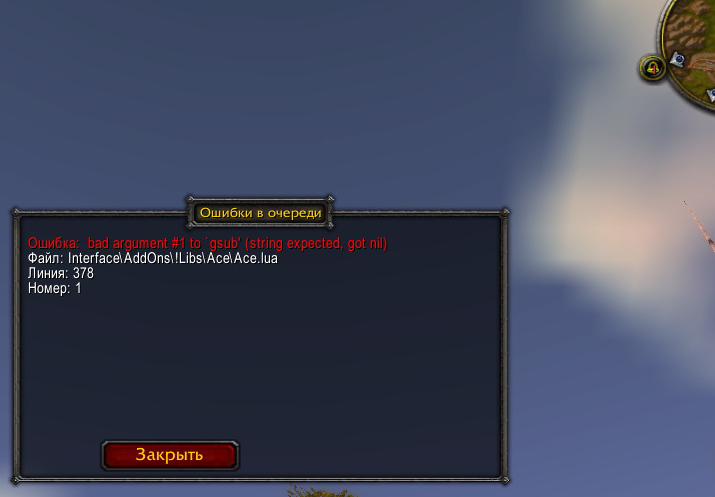 Ошибки в очереди
Ошибка: bad argument #1 to `gsub' (string expected, got nil)
Файл: Interface\AddOns\!Libs\Ace\Ace.lua
Линия: 378
Номер: 1
Закрыть